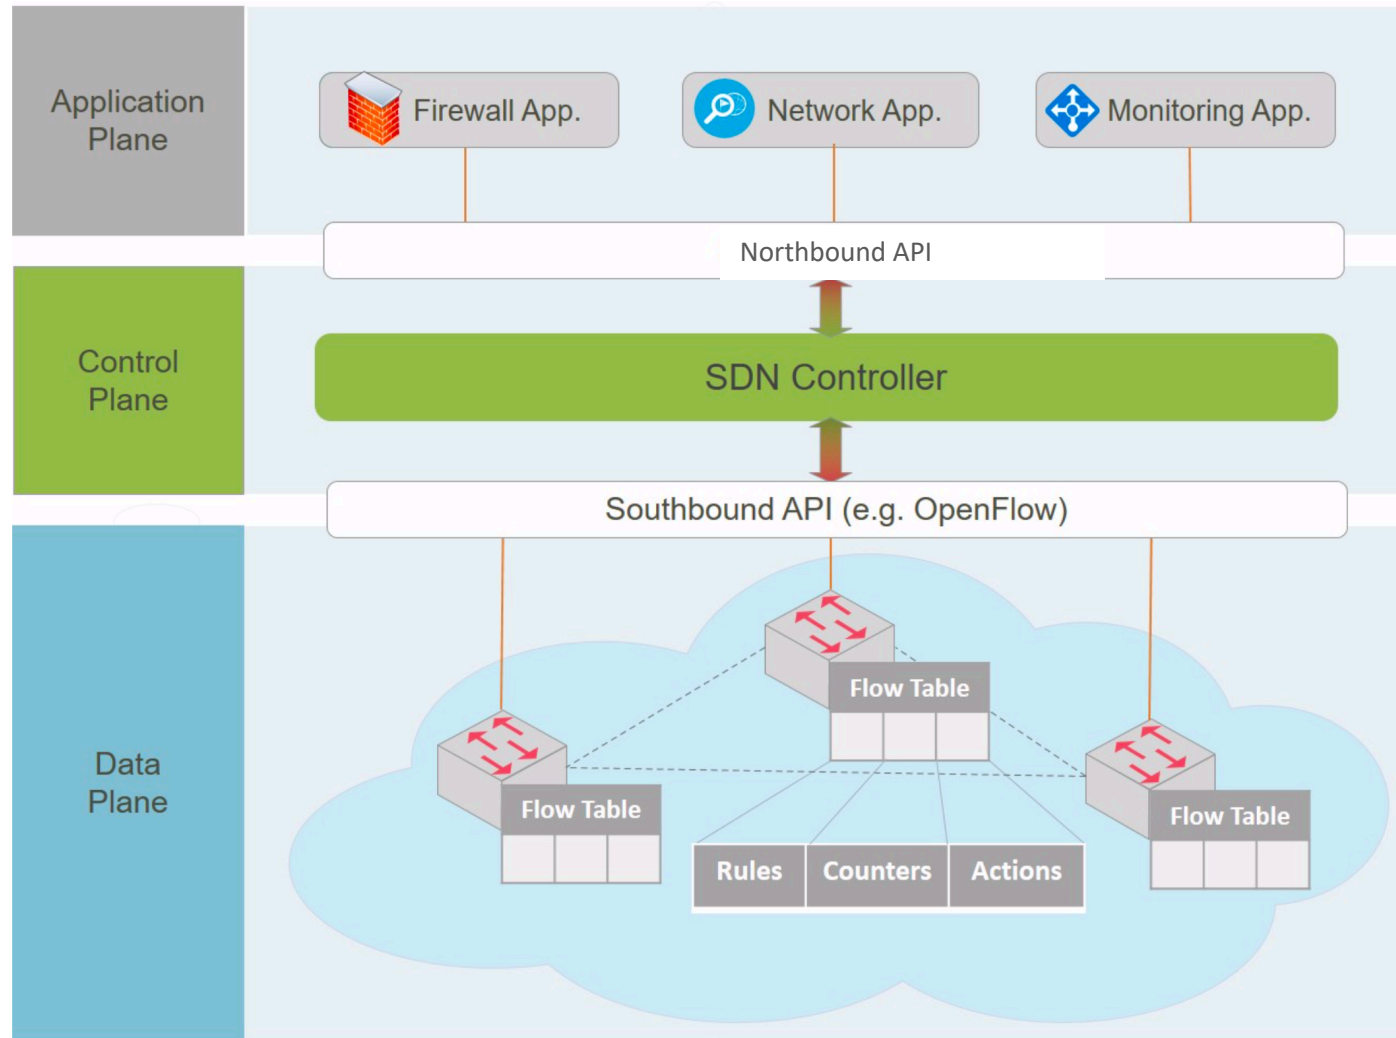 Application
Plane
Firewall App.
Network App.
Monitoring App.
Northbound API
Control
Plane
SDN Controller
Southbound API (e.g. OpenFlow)
Data
Plane
Flow Table
Flow Table
Flow Table
Rules
Counters
Actions